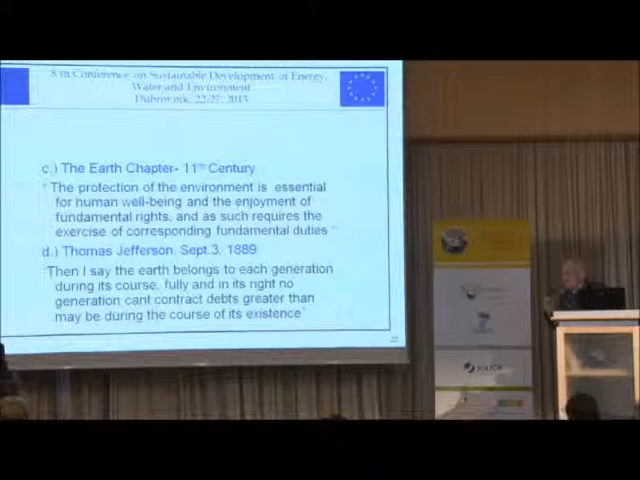 8 th Conference on Sustainable Development of Energy,
Water and Environment
Dubrovnik, 22-27, 2013
c.) The Earth Chapter- 11th Century
" The protection of the environment is essential
for human well-being and the enjoyment of
fundamental rights, and as such requires the
exercise of corresponding fundamental duties "
d.) Thomas Jefferson, Sept.3, 1889
"Then I say the earth belongs to each generation
during its course, fully and in its right no
generation cant contract debts greater than
may be during the course of its existence"